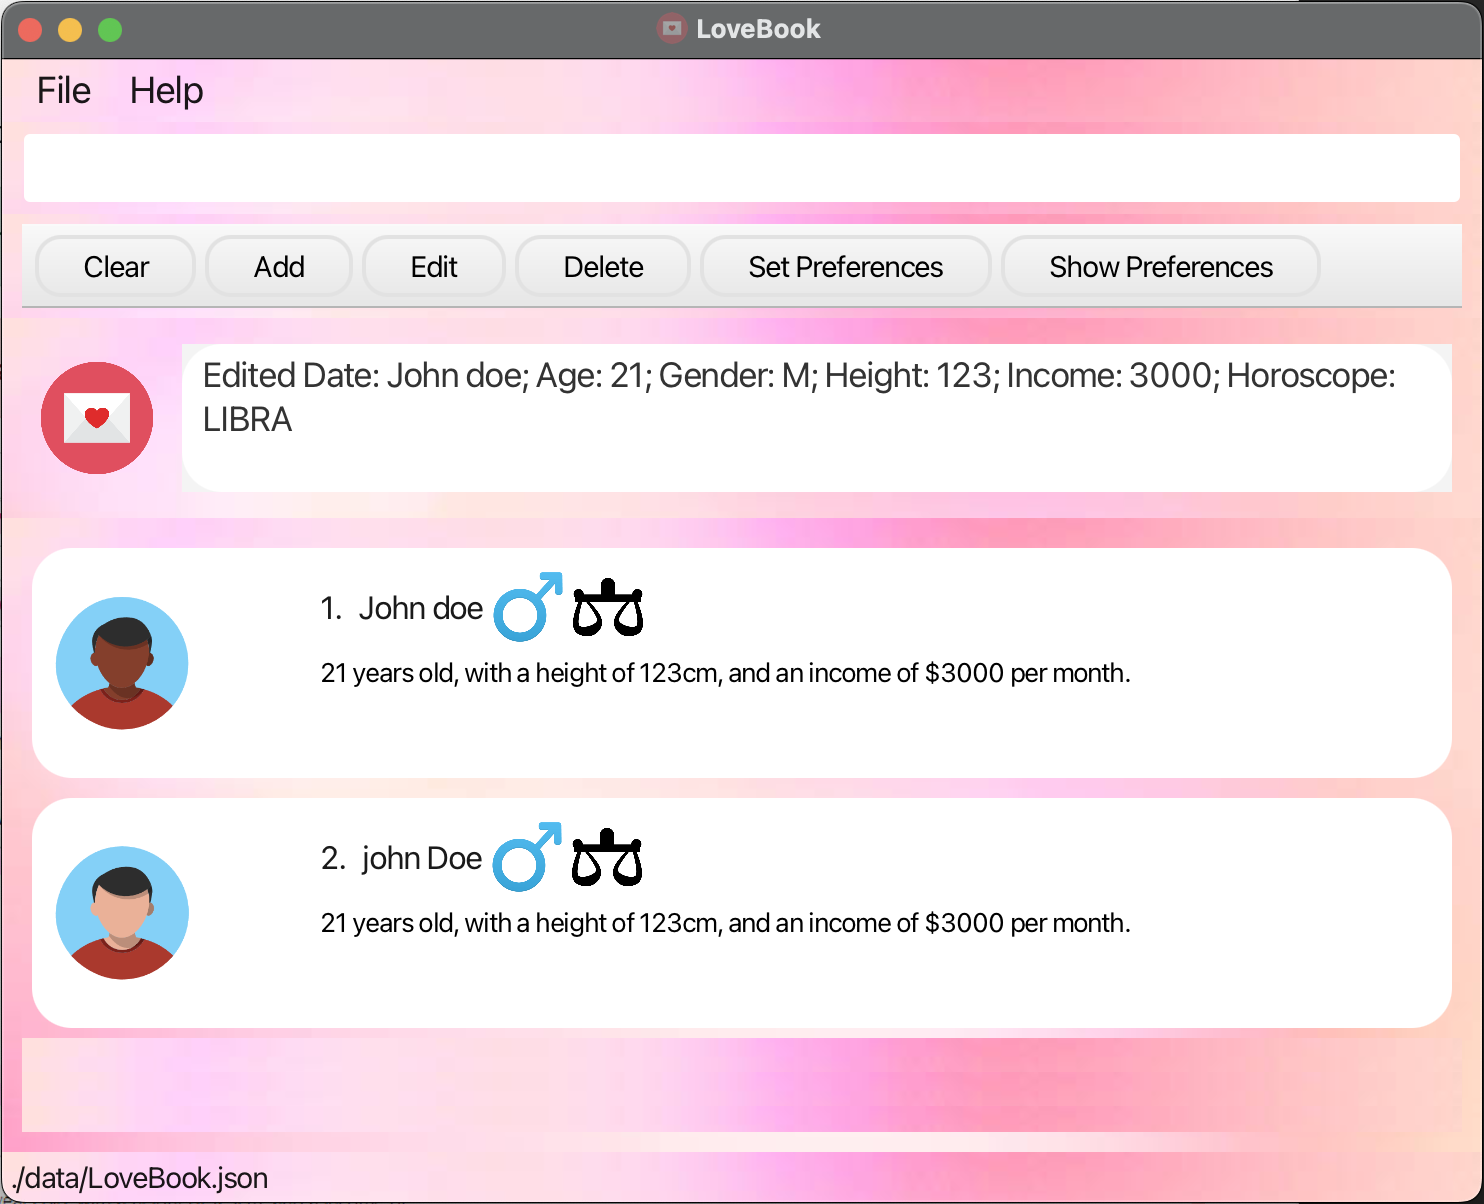 LoveBook
File Help
Clear Add Edit Delete Set Preferences Show Preferences
Edited Date: John doe; Age: 21; Gender: M; Height: 123; Income: 3000; Horoscope:
LIBRA
1. John doe
21 years old, with a height of 123cm, and an income of $3000 per month.
2. john Doe
21 years old, with a height of 123cm, and an income of $3000 per month.
./data/LoveBook.json